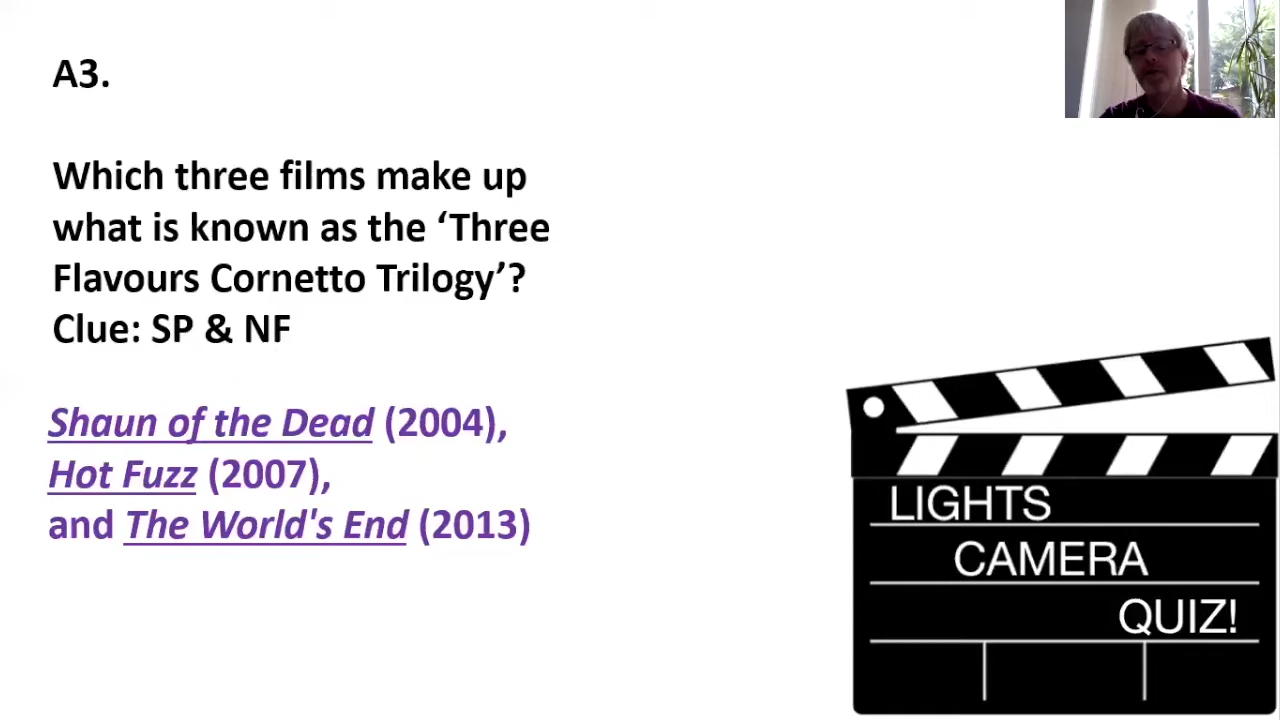 A3.
Which three films make up
what is known as the ‘Three
Flavours Cornetto Trilogy’?
Clue: SP & NF
Shaun of the Dead (2004),
Hot Fuzz (2007),
and The World's End (2013)
LIGHTS
CAMERA
QUIZ!